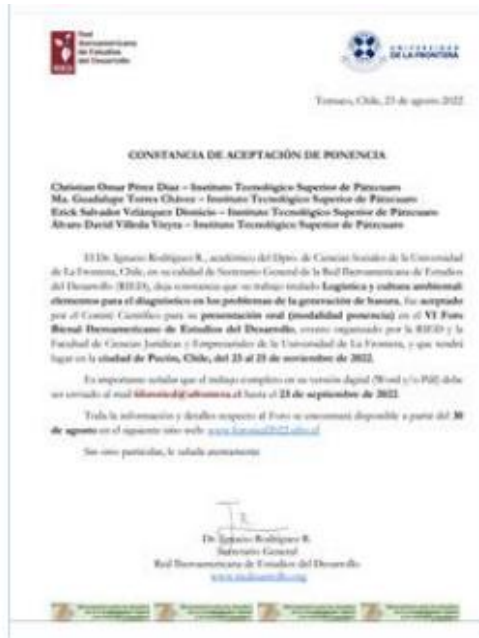 Red
Iberoamericana
de Estudios
del Desarrollo
UNIVERSIDAD
DE LA FRONTERA
Temuco, Chile, 23 de agosto 2022
CONSTANCIA DE ACEPTACIÓN DE PONENCIA
Christian Omar Pérez Díaz – Instituto Tecnológico Superior de Pátzcuaro
Ma. Guadalupe Torres Chávez – Instituto Tecnológico Superior de Pátzcuaro
Erick Salvador Velázquez Dionicio – Instituto Tecnológico Superior de Pátzcuaro
Álvaro David Villeda Vieyra – Instituto Tecnológico Superior de Pátzcuaro
El Dr. Ignacio Rodríguez R., académico del Dpto. de Ciencias Sociales de la Universidad
de La Frontera, Chile, en su calidad de Secretario General de la Red Iberoamericana de Estudios
del Desarrollo (RIED), deja constancia que su trabajo titulado Logística y cultura ambiental:
elementos para el diagnóstico en los problemas de la generación de basura, fue aceptado
por el Comité Científico para su presentación oral (modalidad ponencia) en el VI Foro
Bienal Iberoamericano de Estudios del Desarrollo, evento organizado por la RIED y la
Facultad de Ciencias Jurídicas y Empresariales de la Universidad de La Frontera, y que tendrá
lugar en la ciudad de Pucón, Chile, del 23 al 25 de noviembre de 2022.
Es importante señalar que el trabajo completo en su versión digital (Word y/o Pdf) debe
ser enviado al mail hasta el 23 de septiembre de 2022.
Toda la información y detalles respecto al Foro se encontrará disponible a partir del 30
de agosto en el siguiente sitio web:
Sin otro particular, le saluda atentamente
Dr. Ignacio Rodríguez R.
Secretario General
Red Iberoamericana de Estudios del Desarrollo